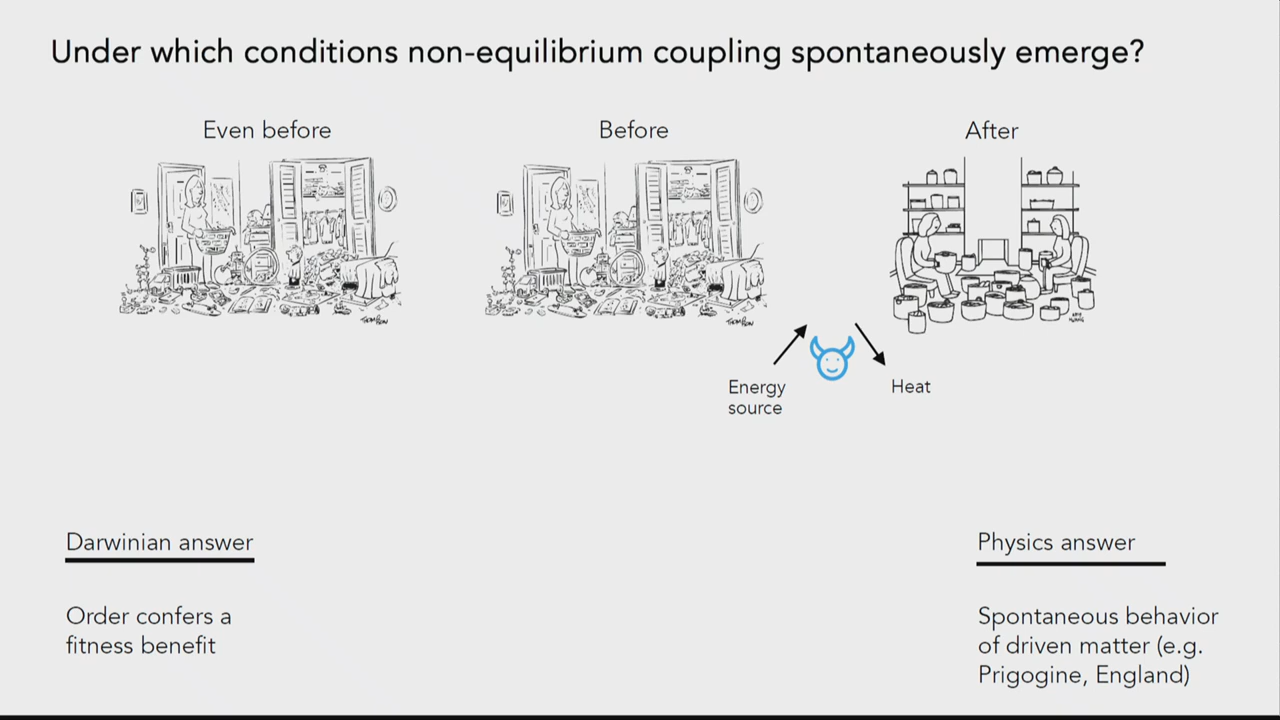 Under which conditions non-equilibrium coupling spontaneously emerge?
Even before
Before
After
Energy
source
Heat
Darwinian answer
Physics answer
Order confers a
fitness benefit
Spontaneous behavior
of driven matter (e.g.
Prigogine, England)